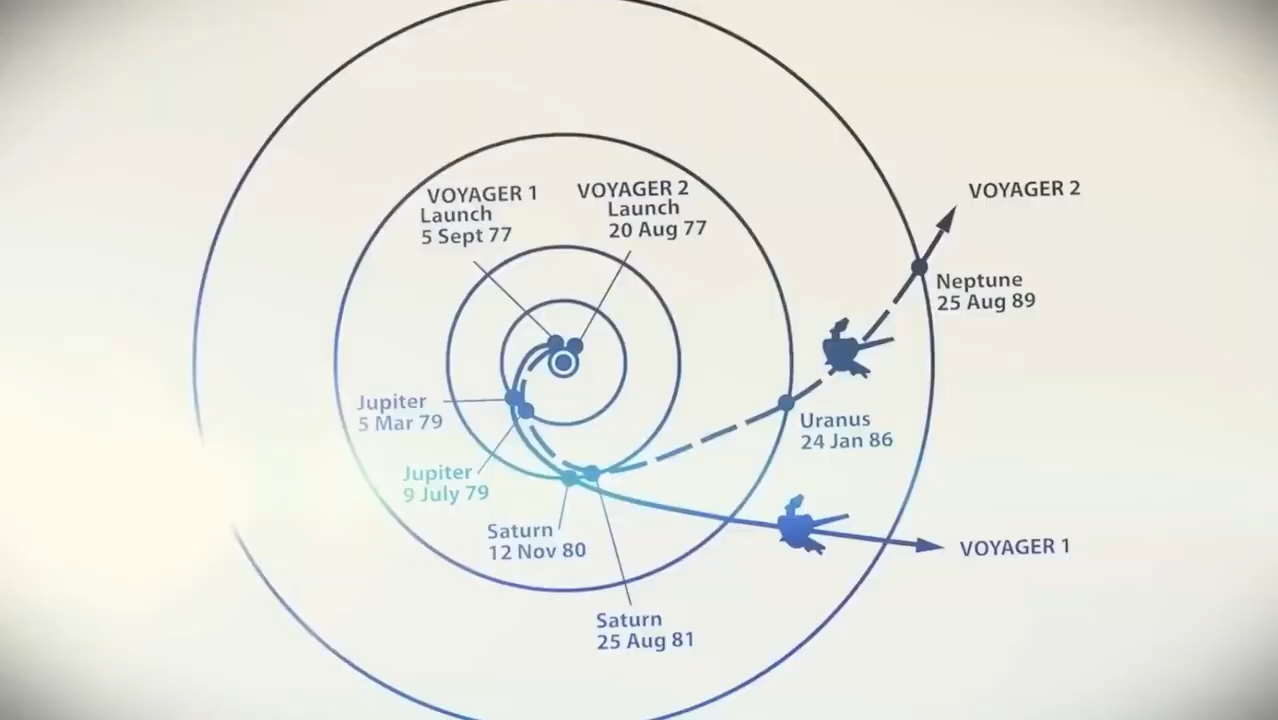 VOYAGER 1
Launch
5 Sept 77
VOYAGER 2
Launch
20 Aug 77
VOYAGER 2
Neptune
25 Aug 89
Jupiter
5 Mar 79
Uranus
24 Jan 86
Jupiter
9 July 79
Saturn
12 Nov 80
VOYAGER 1
Saturn
25 Aug 81